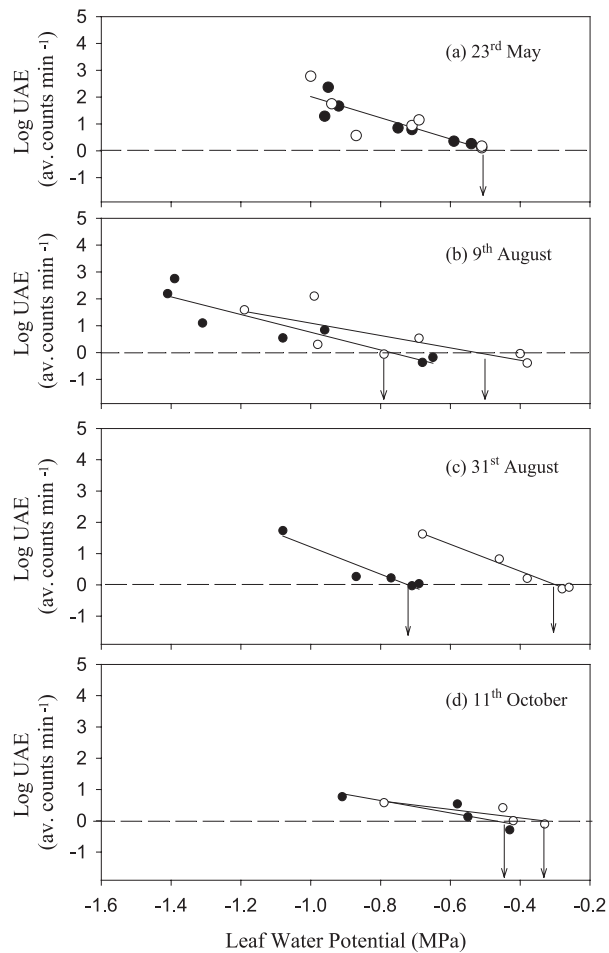 5
4
3
2
1
0
-1
Log UAE
(av. counts min -1)
(a) 23rd May
5
4
3
2
1
0
-1
Log UAE
(av. counts min -1)
(b) 9th August
5
4
3
2
1
0
-1
Log UAE
(av. counts min -1)
(c) 31st August
5
4
3
2
1
0
-1
Log UAE
(av. counts min -1)
(d) 11th October
-1.6 -1.4 -1.2 -1.0 -0.8 -0.6 -0.4 -0.2
Leaf Water Potential (MPa)